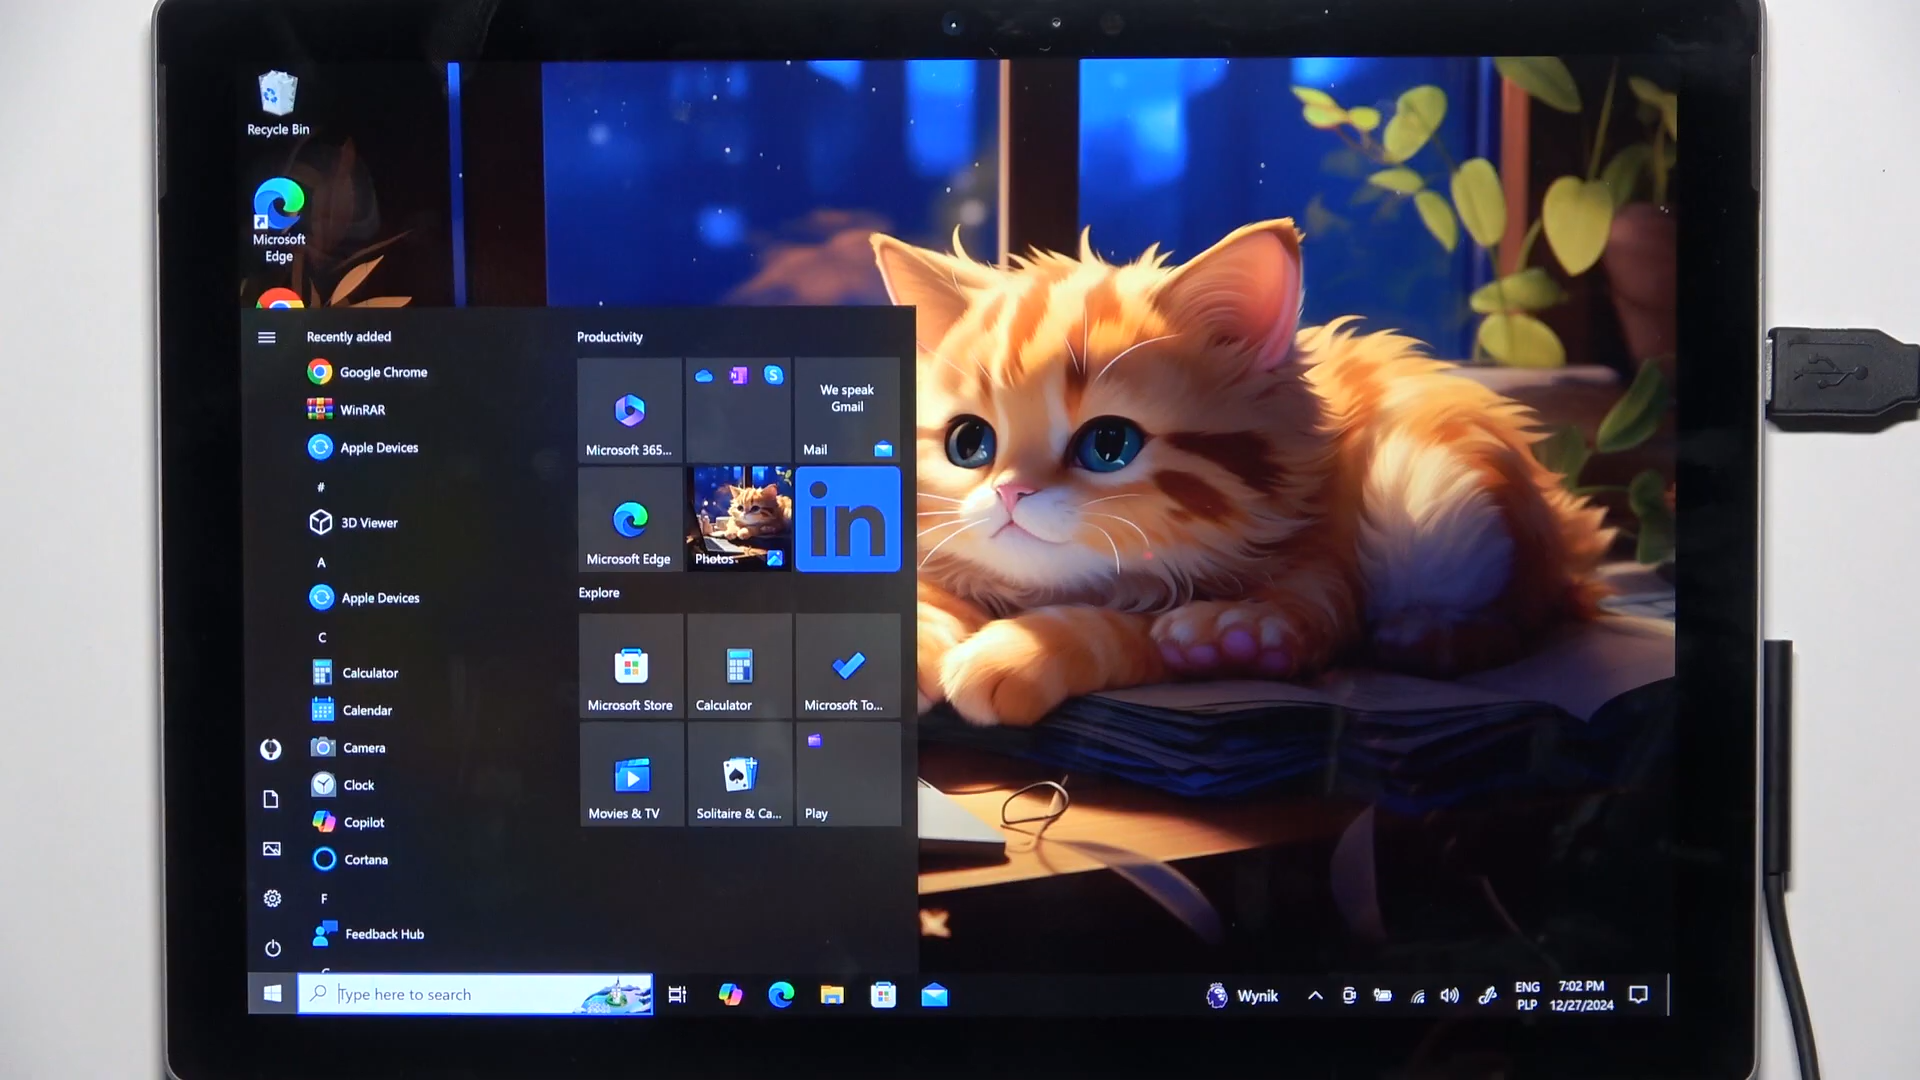 Recycle Bin
Microsoft
Edge
Recently added
Google Chrome
WinRAR
Apple Devices
#
3D Viewer
A
Apple Devices
C
Calculator
Calendar
Camera
Clock
Copilot
Cortana
F
Feedback Hub
Productivity
Microsoft 365...
N
S
We speak
Gmail
Mail
Microsoft Edge
Photos
in
Explore
Microsoft Store
Calculator
Microsoft To...
Movies & TV
Solitaire & Ca...
Play
Type here to search
Wynik
ENG
PLP
7:02 PM
12/27/2024